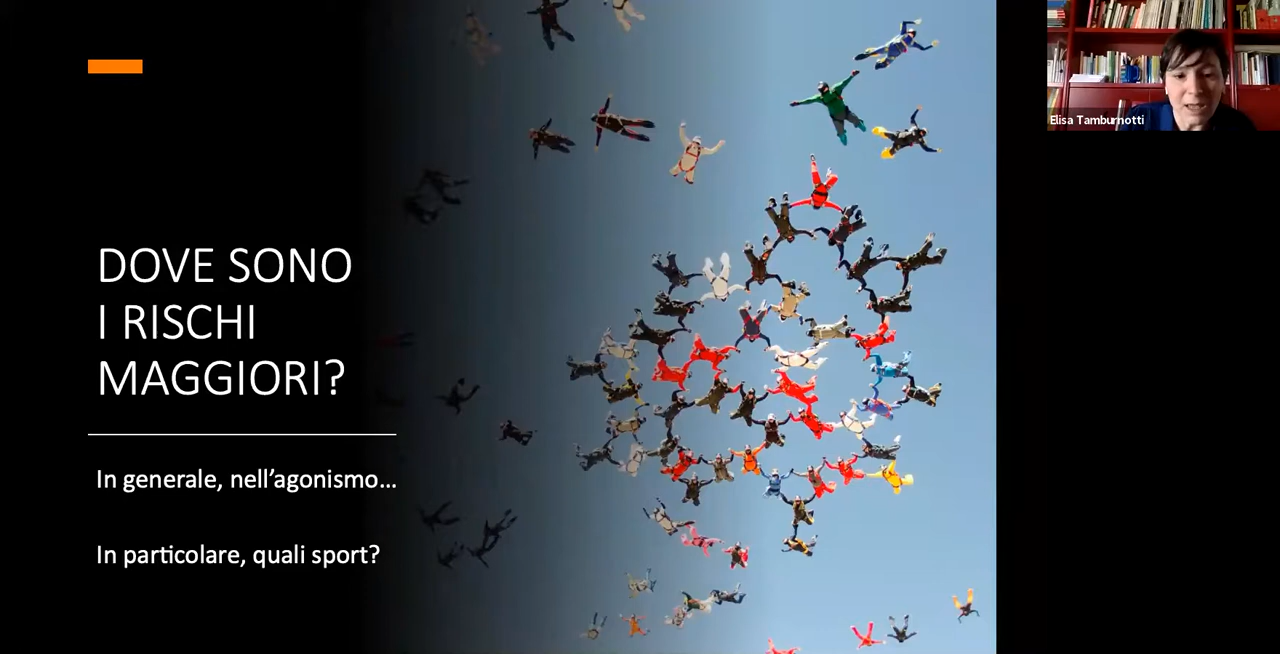 DOVE SONO
I RISCHI
MAGGIORI?
In generale, nell’agonismo…
In particolare, quali sport?
Elisa Tamburnotti